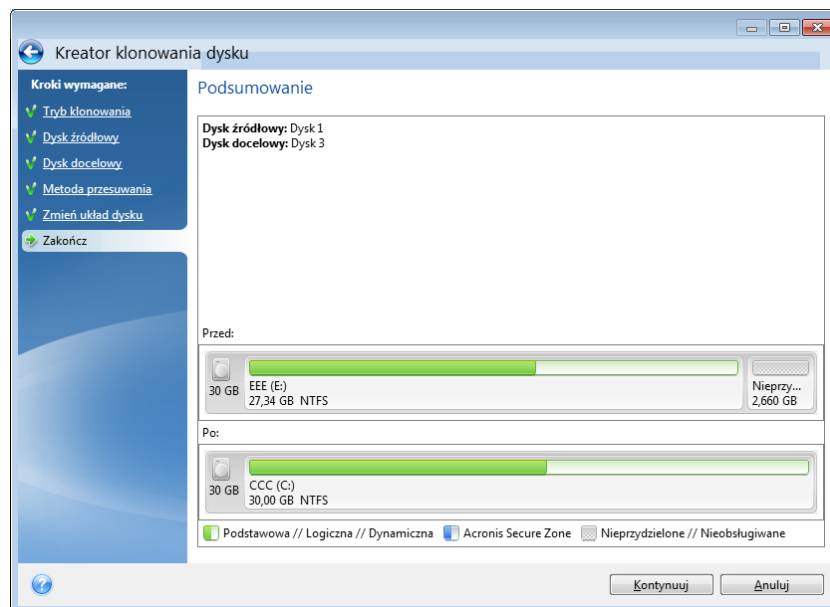 Kreator klonowania dysku
Kroki wymagane:
Tryb klonowania
Dysk źródłowy
Dysk docelowy
Metoda przesuwania
Zmień układ dysku
Zakończ
Podsumowanie
Dysk źródłowy: Dysk 1
Dysk docelowy: Dysk 3
Przed:
30 GB
EEE (E:)
27,34 GB NTFS
Nieprzy...
2,660 GB
Po:
30 GB
CCC (C:)
30,00 GB NTFS
Podstawowa // Logiczna // Dynamiczna
Acronis Secure Zone
Nieprzydzielone // Nieobsługiwane
?
Kontynuuj
Anuluj